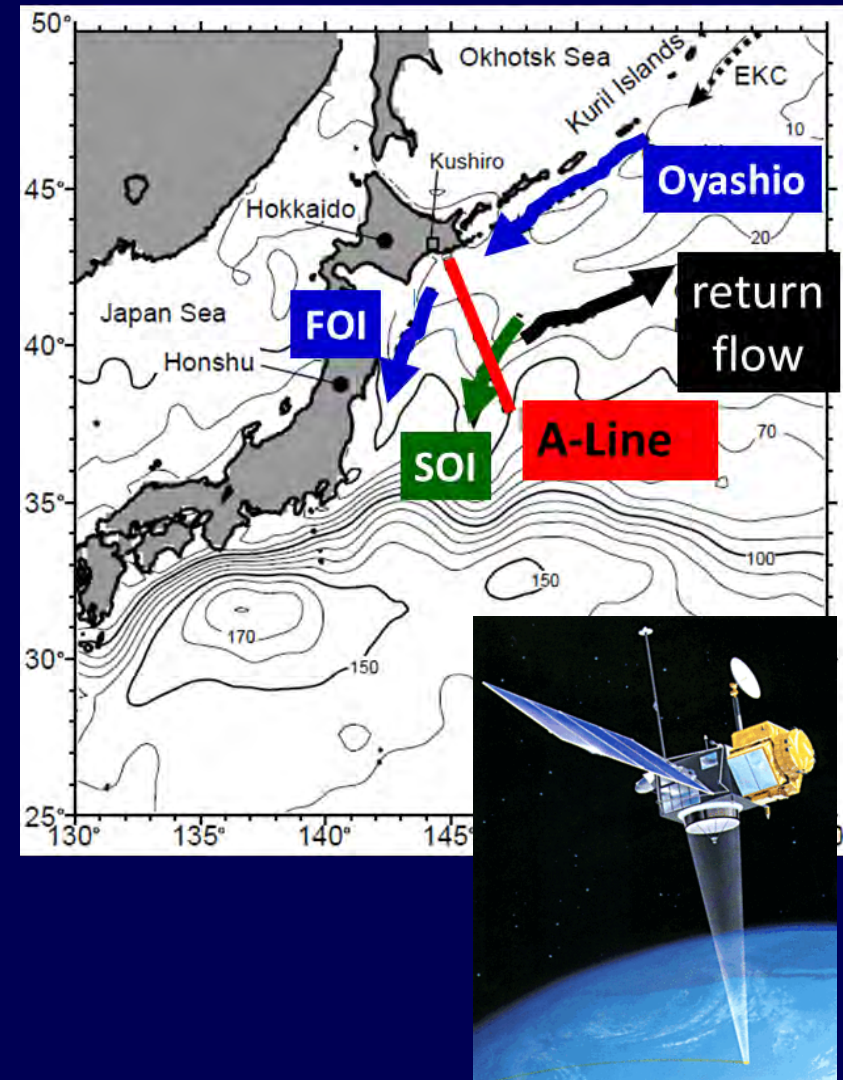 50°
Okhotsk Sea
Kuril Islands
EKC
10
45°
Kushiro
Oyashio
Hokkaido
20
Japan Sea
FOI
return
flow
40°
Honshu
SOI
A-Line
70
35°
100
150
170
30°
150
25°
130°
135°
140°
145°